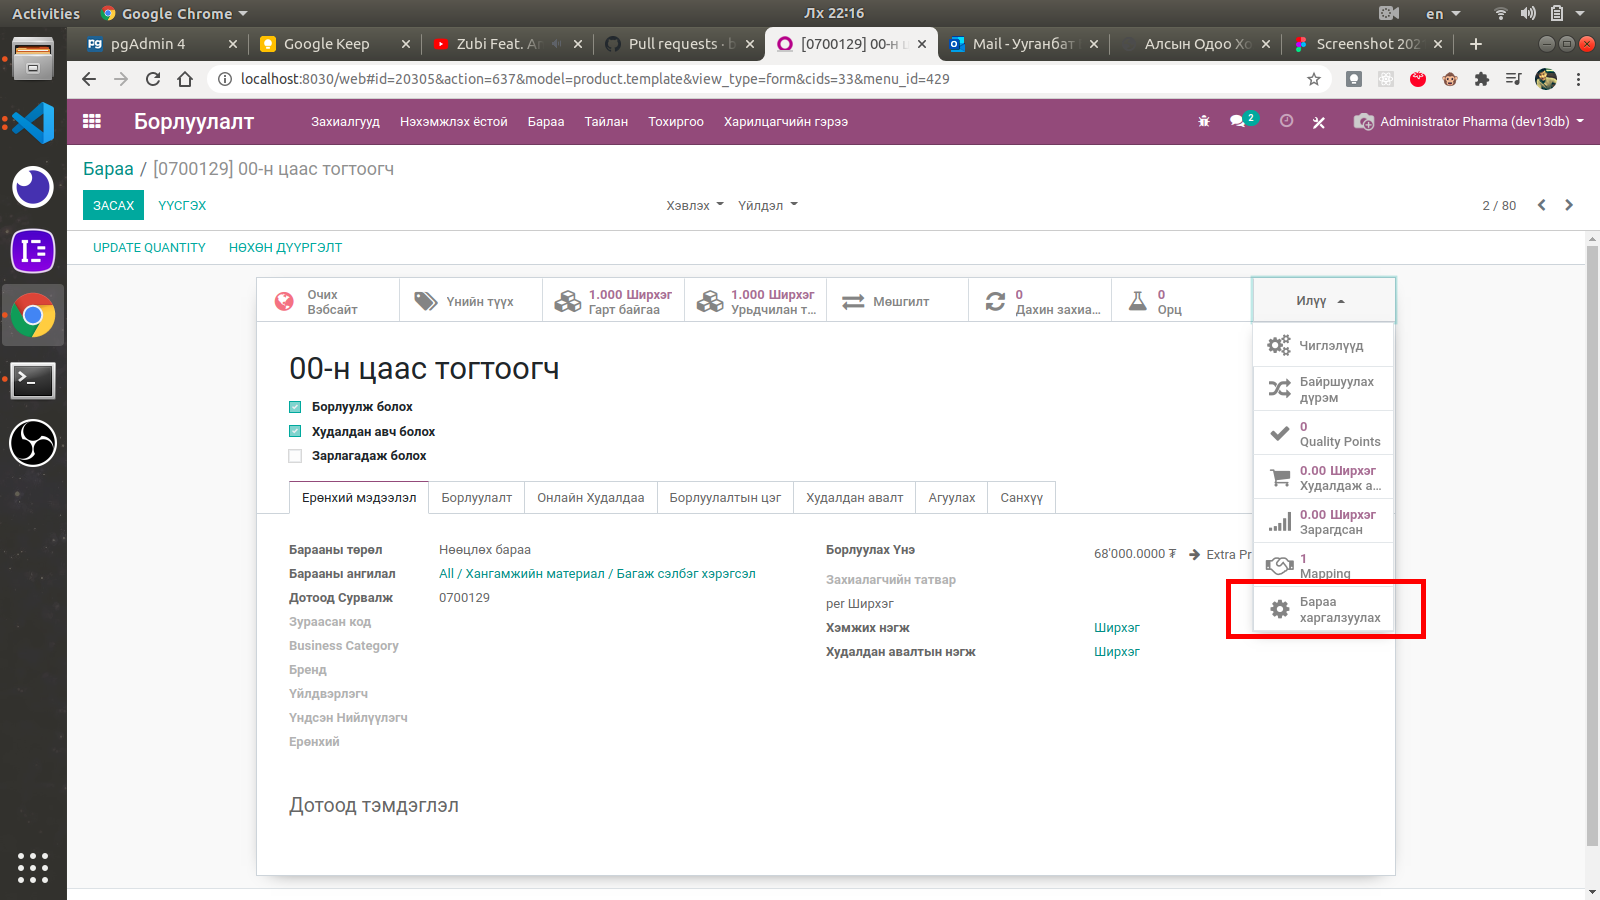 Activities
Google Chrome
Лх 22:16
en
pgAdmin 4
Google Keep
Zubi Feat. Ar
Pull requests · b
[0700129] 00-н ц
Mail - Ууганбат
Алсын Одоо Хо
Screenshot 202
localhost:8030/web#id=20305&action=637&model=product.template&view_type=form&cids=33&menu_id=429
Борлуулалт
Захиалгууд
Нэхэмжлэх ёстой
Бараа
Тайлан
Тохиргоо
Харилцагчийн гэрээ
2
Administrator Pharma (dev13db)
Бараа / [0700129] 00-н цаас тогтоогч
ЗАСАХ
ҮҮСГЭХ
Хэвлэх
Үйлдэл
2 / 80
UPDATE QUANTITY
НӨХӨН ДҮҮРГЭЛТ
Очих
Вэбсайт
Үнийн түүх
1.000 Ширхэг
Гарт байгаа
1.000 Ширхэг
Урьдчилан т...
Мөшгилт
0
Дахин захиа...
0
Орц
Илүү
Чиглэлүүд
Байршуулах
дүрэм
0
Quality Points
0.00 Ширхэг
Худалдаж а...
0.00 Ширхэг
Зарагдсан
1
Mapping
Бараа
харгалзуулах
00-н цаас тогтоогч
Борлуулж болох
Худалдан авч болох
Зарлагадаж болох
Ерөнхий мэдээлэл
Борлуулалт
Онлайн Худалдаа
Борлуулалтын цэг
Худалдан авалт
Агуулах
Санхүү
Барааны төрөл
Нөөцлөх бараа
Барааны ангилал
All / Хангамжийн материал / Багаж сэлбэг хэрэгсэл
Дотоод Сурвалж
0700129
Зураасан код
Business Category
Бренд
Үйлдвэрлэгч
Үндсэн Нийлүүлэгч
Ерөнхий
Борлуулах Үнэ
68'000.0000 ₮
Extra Pr
Захиалагчийн татвар
per Ширхэг
Хэмжих нэгж
Ширхэг
Худалдан авалтын нэгж
Ширхэг
Дотоод тэмдэглэл